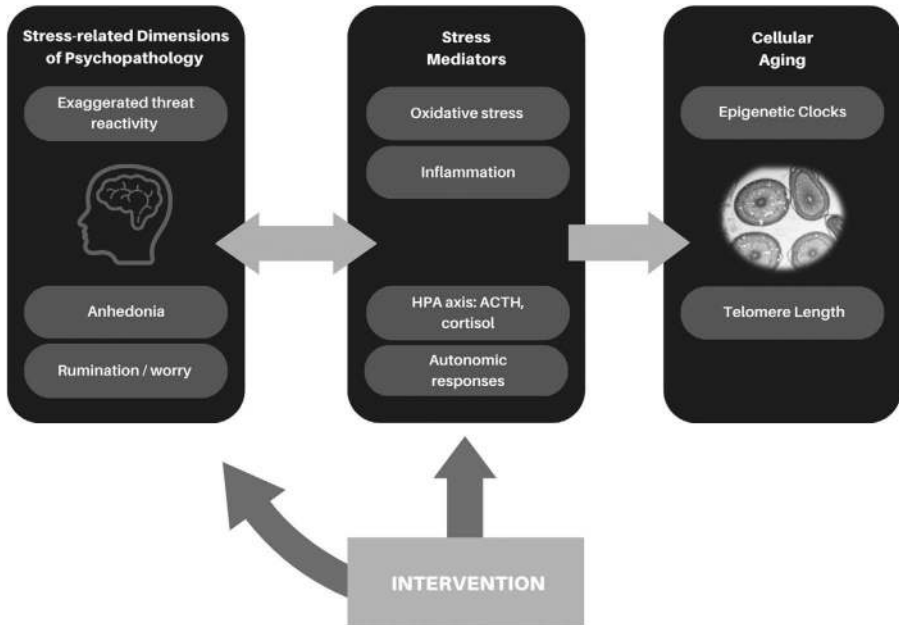 Stress-related Dimensions
of Psychopathology
Exaggerated threat
reactivity
Anhedonia
Rumination / worry
Stress
Mediators
Oxidative stress
Inflammation
HPA axis: ACTH,
cortisol
Autonomic
responses
Cellular
Aging
Epigenetic Clocks
Telomere Length
INTERVENTION